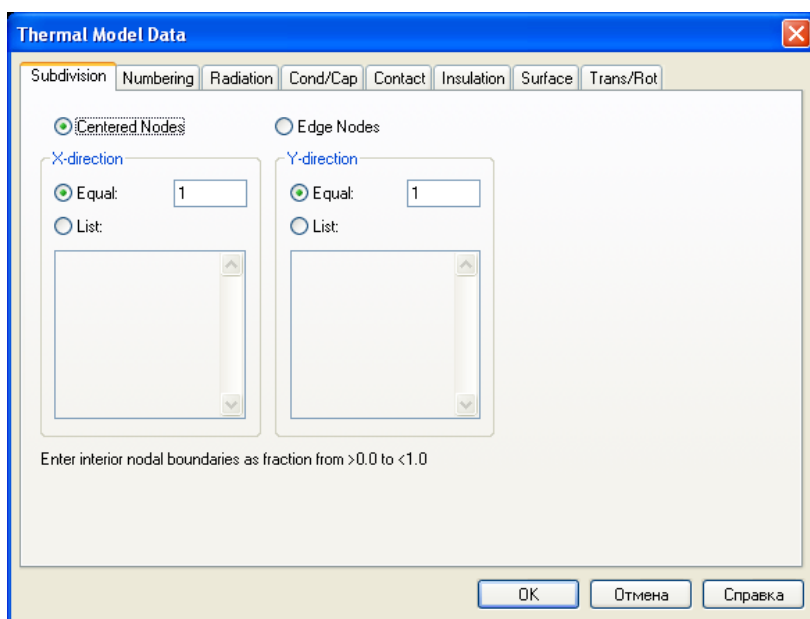 Thermal Model Data
Subdivision Numbering Radiation Cond/Cap Contact Insulation Surface Trans/Rot
Centered Nodes Edge Nodes
X-direction Y-direction
Equal: 1 Equal: 1
List: List:
Enter interior nodal boundaries as fraction from >0.0 to <1.0
OK Отмена Справка